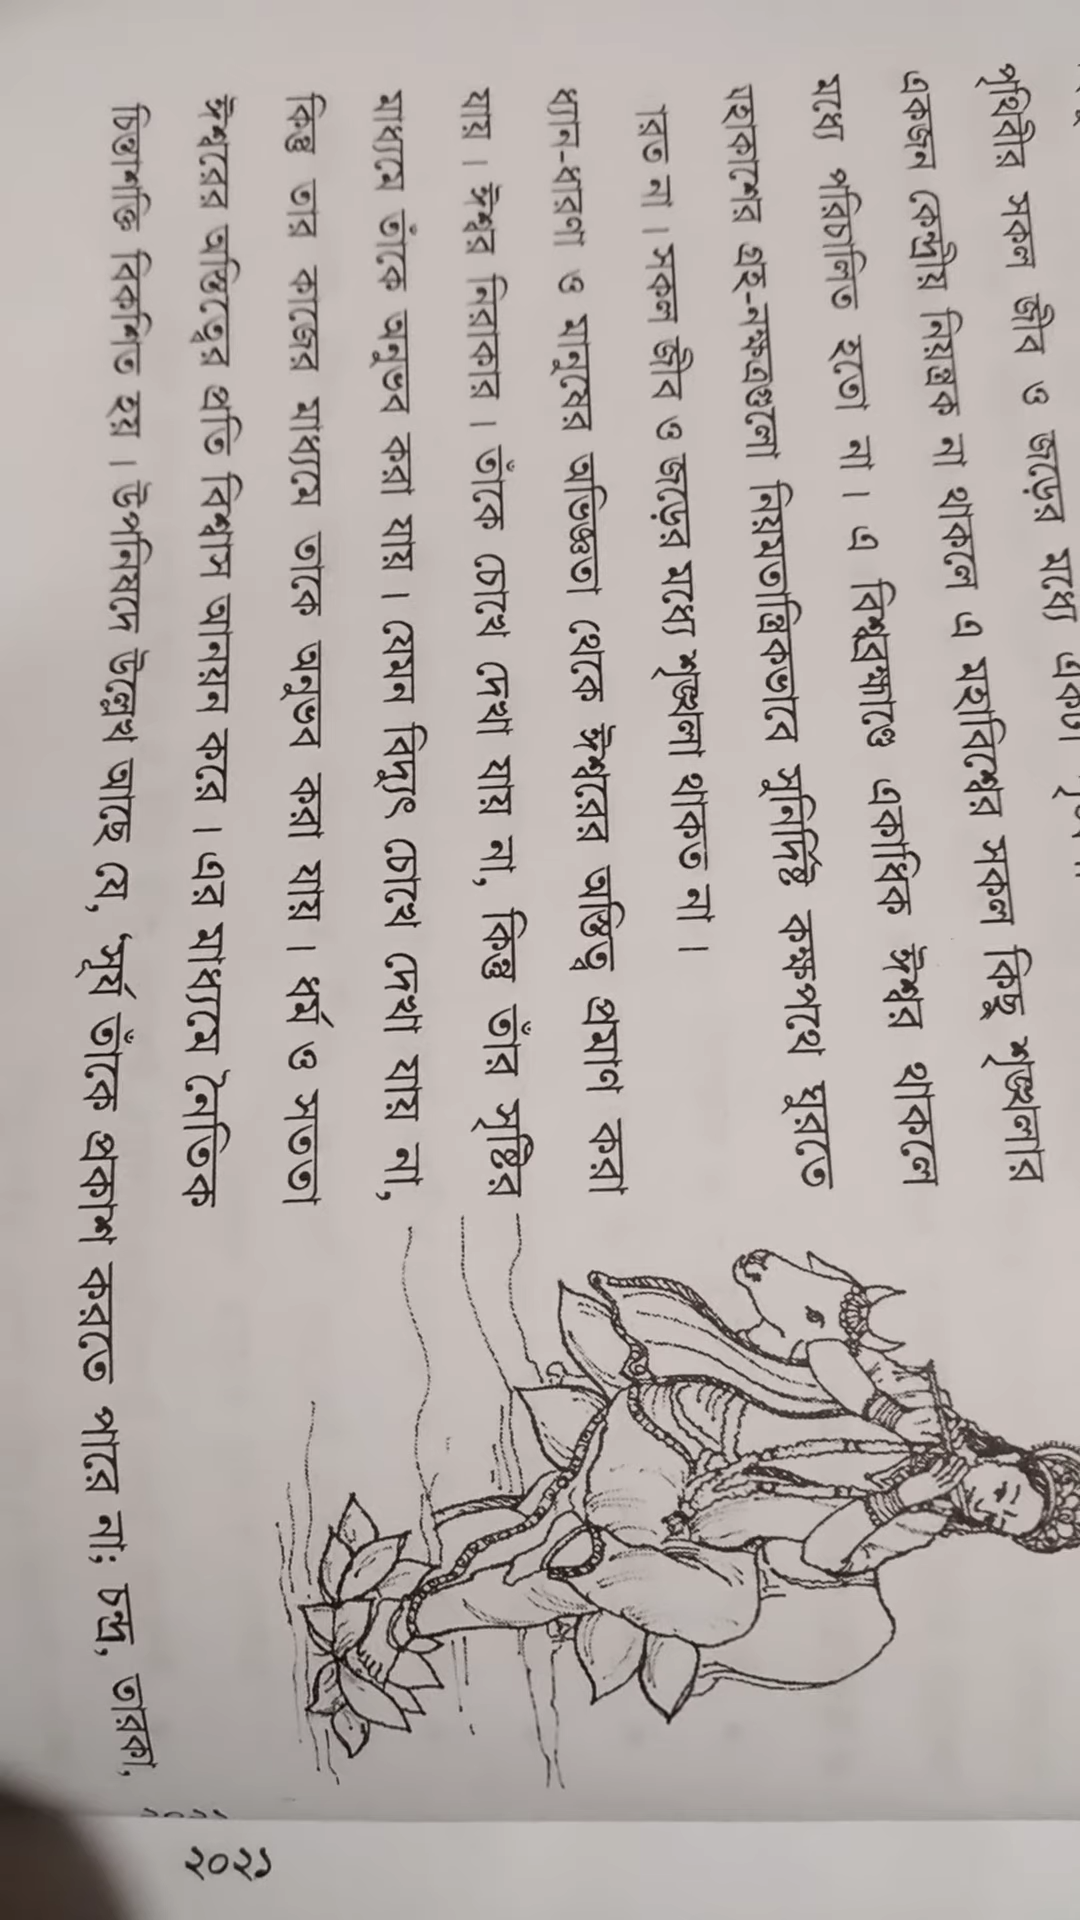 পৃথিবীর সকল জীব ও জড়ের মধ্যে একটা
একজন কেন্দ্রীয় নিয়ন্ত্রক না থাকলে এ মহাবিশ্বের সকল কিছু শৃঙ্খলার
মধ্যে পরিচালিত হতো না। এ বিশ্বব্রহ্মাণ্ডে একাধিক ঈশ্বর থাকলে
মহাকাশের গ্রহ-নক্ষত্রগুলো নিয়মতান্ত্রিকভাবে সুনির্দিষ্ট কক্ষপথে ঘুরতে
না। সকল জীব ও জড়ের মধ্যে শৃঙ্খলা থাকত না।
ধ্যান-ধারণা ও মানুষের অভিজ্ঞতা থেকে ঈশ্বরের অস্তিত্ব প্রমাণ করা
যায়। ঈশ্বর নিরাকার। তাঁকে চোখে দেখা যায় না, কিন্তু তাঁর সৃষ্টির
মাধ্যমে তাঁকে অনুভব করা যায়। যেমন বিদ্যুৎ চোখে দেখা যায় না,
কিন্তু তার কাজের মাধ্যমে তাকে অনুভব করা যায়। ধর্ম ও সততা
ঈশ্বরের অস্তিত্বের প্রতি বিশ্বাস আনয়ন করে। এর মাধ্যমে নৈতিক
চিন্তাশক্তি বিকশিত হয়। উপনিষদে উল্লেখ আছে যে, 'সূর্য তাঁকে প্রকাশ করতে পারে না; চন্দ্র, তারকা,
২০২১
২০২১